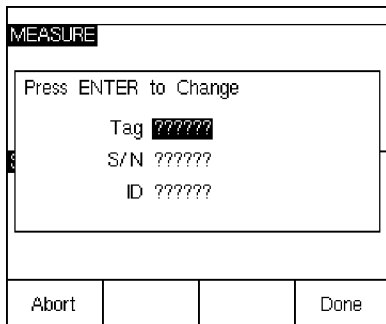 MEASURE
Press ENTER to Change
Tag ??????
S/N ??????
ID ??????
Abort Done